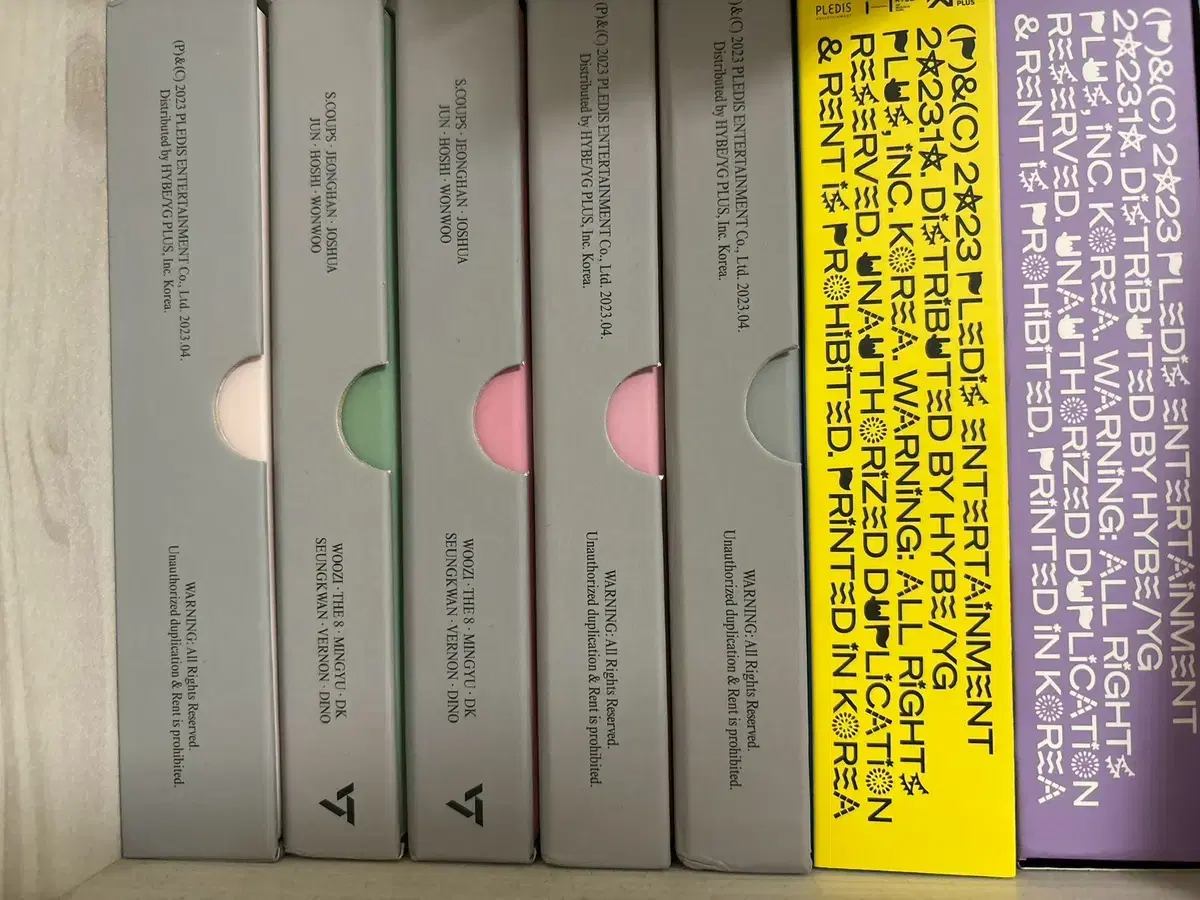 (P)&(C) 2023 PLEDIS ENTERTAINMENT Co., Ltd. 2023.04.
Distributed by HYBE/YG PLUS, Inc. Korea.
WARNING: All Rights Reserved.
Unauthorized duplication & Rent is prohibited.
S.COUPS · JEONGHAN · JOSHUA
JUN · HOSHI · WONWOO
WOOZI · THE 8 · MINGYU · DK
SEUNGKWAN · VERNON · DINO
S.COUPS · JEONGHAN · JOSHUA
JUN · HOSHI · WONWOO
WOOZI · THE 8 · MINGYU · DK
SEUNGKWAN · VERNON · DINO
(P)&(C) 2023 PLEDIS ENTERTAINMENT Co., Ltd. 2023.04.
Distributed by HYBE/YG PLUS, Inc. Korea.
WARNING: All Rights Reserved.
Unauthorized duplication & Rent is prohibited.
)&(C) 2023 PLEDIS ENTERTAINMENT Co., Ltd. 2023.04.
Distributed by HYBE/YG PLUS, Inc. Korea.
WARNING: All Rights Reserved.
Unauthorized duplication & Rent is prohibited.
PLEDIS
ENTERTAINMENT
PLUS
(P)&(C) 2023 PLEDiS ENTERTAiNMENT
2023.10. DiSTRiBUTED BY HYBE/YG
PLUS, iNC. KOREA. WARNiNG: ALL RiGHTS
RESERVED. UNAUTHORiZED DUPLiCATiON
& RENT iS PROHiBiTED. PRiNTED iN KOREA
(P)&(C) 2023 PLEDiS ENTERTAiNMENT
2023.10. DiSTRiBUTED BY HYBE/YG
PLUS, iNC. KOREA. WARNiNG: ALL RiGHTS
RESERVED. UNAUTHORiZED DUPLiCATiON
& RENT iS PROHiBiTED. PRiNTED iN KOREA